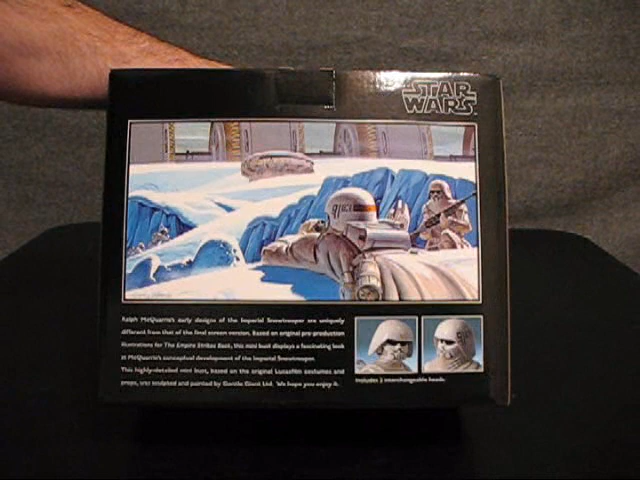 STAR
WARS
Ralph McQuarrie's early designs of the Imperial Snowtrooper are uniquely
different from that of the final screen version. Based on original pre-production
illustrations for The Empire Strikes Back, this mini bust displays a fascinating look
at McQuarrie's conceptual development of the Imperial Snowtrooper.
This highly-detailed mini bust, based on the original Lucasfilm costumes and
props, was sculpted and painted by Gentle Giant Ltd. We hope you enjoy it.
Includes 2 interchangeable heads.